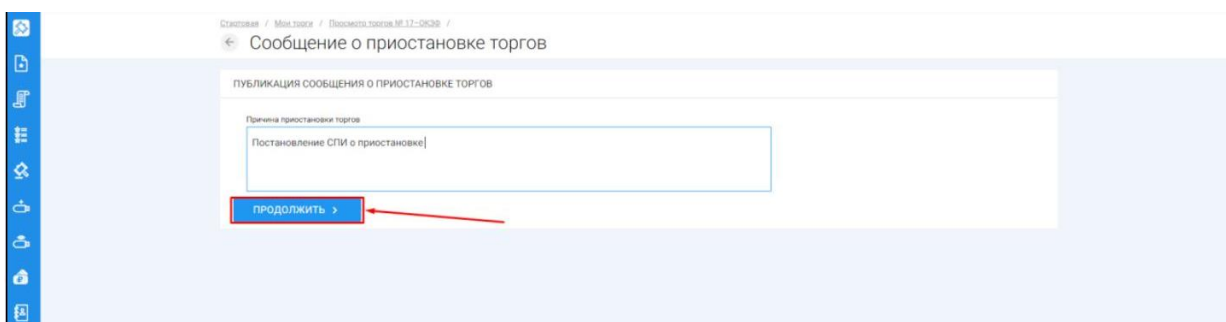 Стартовая / Мои торги / Просмотр торгов № 17-ОКЭФ /
Сообщение о приостановке торгов
ПУБЛИКАЦИЯ СООБЩЕНИЯ О ПРИОСТАНОВКЕ ТОРГОВ
Причина приостановки торгов
Постановление СПИ о приостановке
ПРОДОЛЖИТЬ >